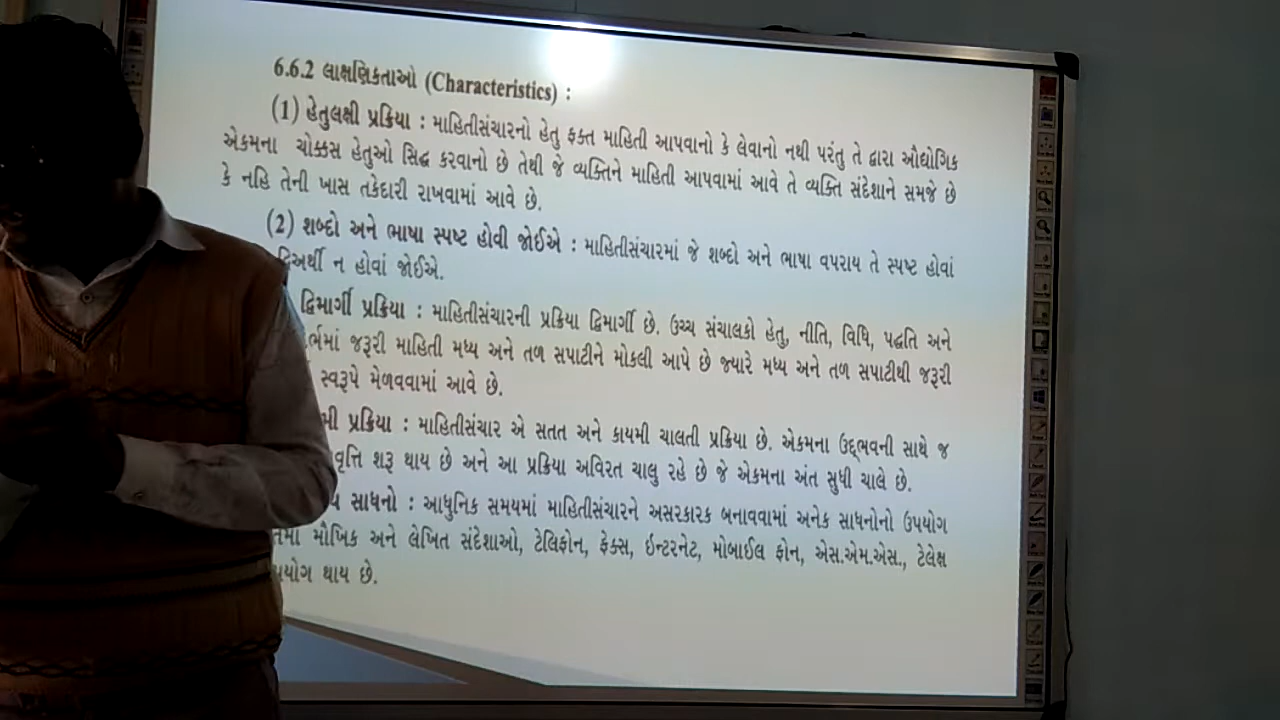 6.6.2 લાક્ષણિકતાઓ (Characteristics) :
(1) હેતુલક્ષી પ્રક્રિયા : માહિતીસંચારનો હેતુ ફક્ત માહિતી આપવાનો કે લેવાનો નથી પરંતુ તે દ્વારા ઔદ્યોગિક
એકમના ચોક્કસ હેતુઓ સિદ્ધ કરવાનો છે તેથી જે વ્યક્તિને માહિતી આપવામાં આવે તે વ્યક્તિ સંદેશાને સમજે છે
કે નહિ તેની ખાસ તકેદારી રાખવામાં આવે છે.
(2) શબ્દો અને ભાષા સ્પષ્ટ હોવી જોઈએ : માહિતીસંચારમાં જે શબ્દો અને ભાષા વપરાય તે સ્પષ્ટ હોવાં
દ્વિઅર્થી ન હોવાં જોઈએ.
દ્વિમાર્ગી પ્રક્રિયા : માહિતીસંચારની પ્રક્રિયા દ્વિમાર્ગી છે. ઉચ્ચ સંચાલકો હેતુ, નીતિ, વિધિ, પદ્ધતિ અને
જરૂરી માહિતી મધ્ય અને તળ સપાટીને મોકલી આપે છે જ્યારે મધ્ય અને તળ સપાટીથી જરૂરી
સ્વરૂપે મેળવવામાં આવે છે.
પ્રક્રિયા : માહિતીસંચાર એ સતત અને કાયમી ચાલતી પ્રક્રિયા છે. એકમના ઉદ્દ્ભવની સાથે જ
શરૂ થાય છે અને આ પ્રક્રિયા અવિરત ચાલુ રહે છે જે એકમના અંત સુધી ચાલે છે.
સાધનો : આધુનિક સમયમાં માહિતીસંચારને અસરકારક બનાવવામાં અનેક સાધનોનો ઉપયોગ
મૌખિક અને લેખિત સંદેશાઓ, ટેલિફોન, ફેક્સ, ઇન્ટરનેટ, મોબાઈલ ફોન, એસ.એમ.એસ., ટેલેક્ષ
થાય છે.